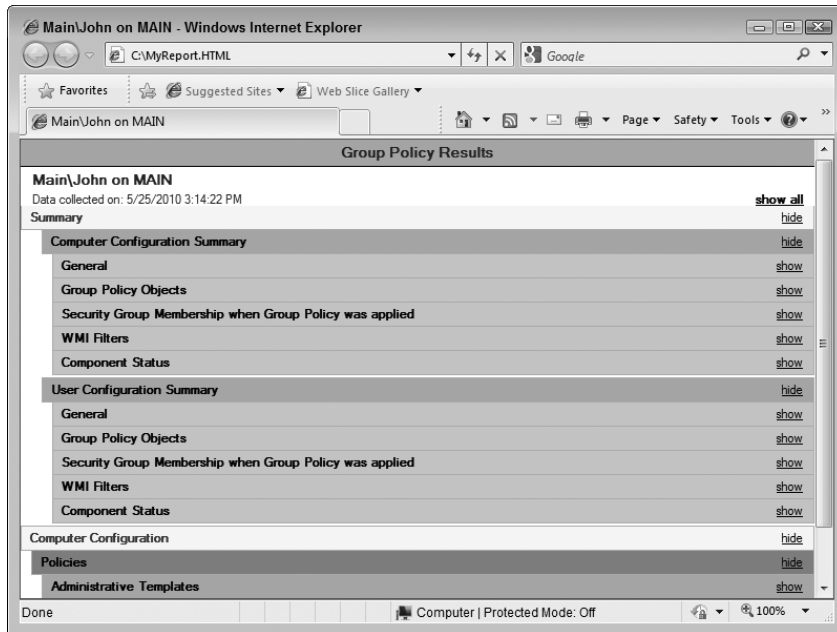 Main\John on MAIN - Windows Internet Explorer
C:\MyReport.HTML
Google
Favorites
Suggested Sites
Web Slice Gallery
Main\John on MAIN
Page
Safety
Tools
Group Policy Results
Main\John on MAIN
Data collected on: 5/25/2010 3:14:22 PM
show all
Summary hide
Computer Configuration Summary hide
General show
Group Policy Objects show
Security Group Membership when Group Policy was applied show
WMI Filters show
Component Status show
User Configuration Summary hide
General show
Group Policy Objects show
Security Group Membership when Group Policy was applied show
WMI Filters show
Component Status show
Computer Configuration hide
Policies hide
Administrative Templates show
Done
Computer | Protected Mode: Off
100%